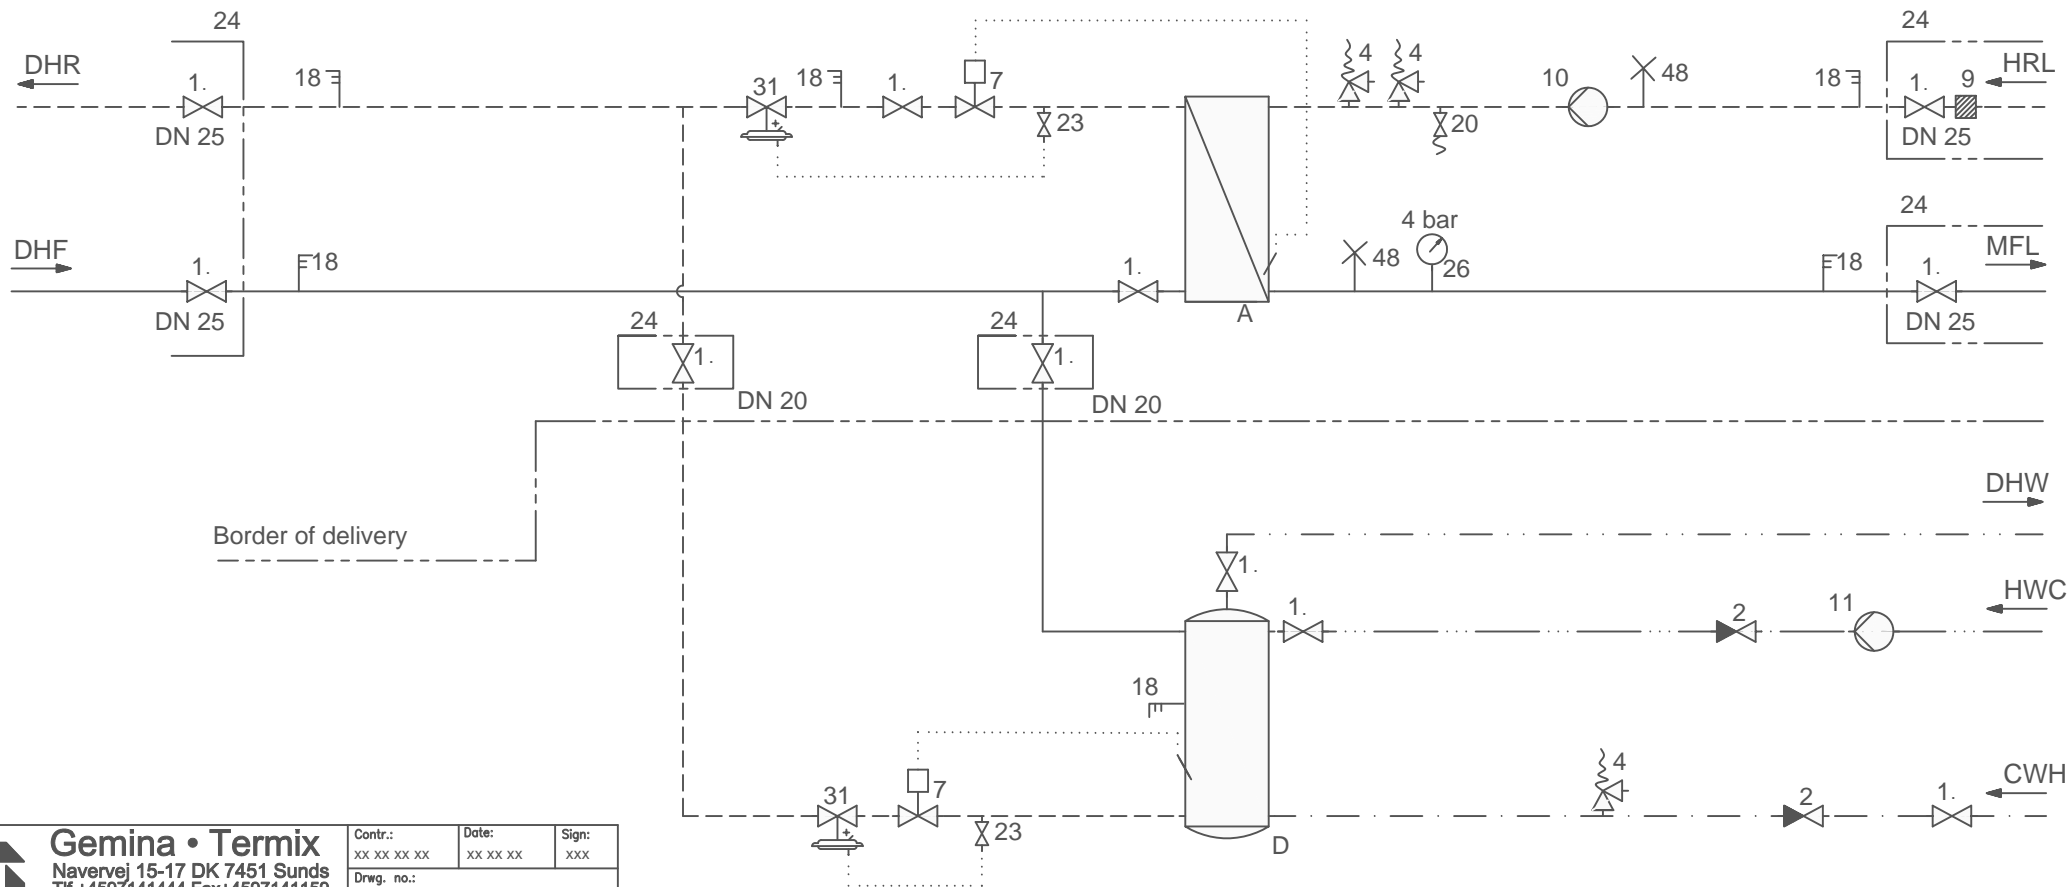 24
24
DHR
1.
18
31
18
1.
7
4
4
10
48
18
1.
9
HRL
DN 25
23
20
DN 25
24
4 bar
DHF
1.
18
1.
48
26
18
1.
MFL
DN 25
A
DN 25
24
24
1.
1.
DN 20
DN 20
DHW
Border of delivery
1.
HWC
1.
2
11
18
4
CWH
31
7
2
1.
23
D
Gemina • Termix
Navervej 15-17 DK 7451 Sunds
Contr.:
xx xx xx xx
Date:
xx xx xx
Sign:
xxx
Drwg. no.: